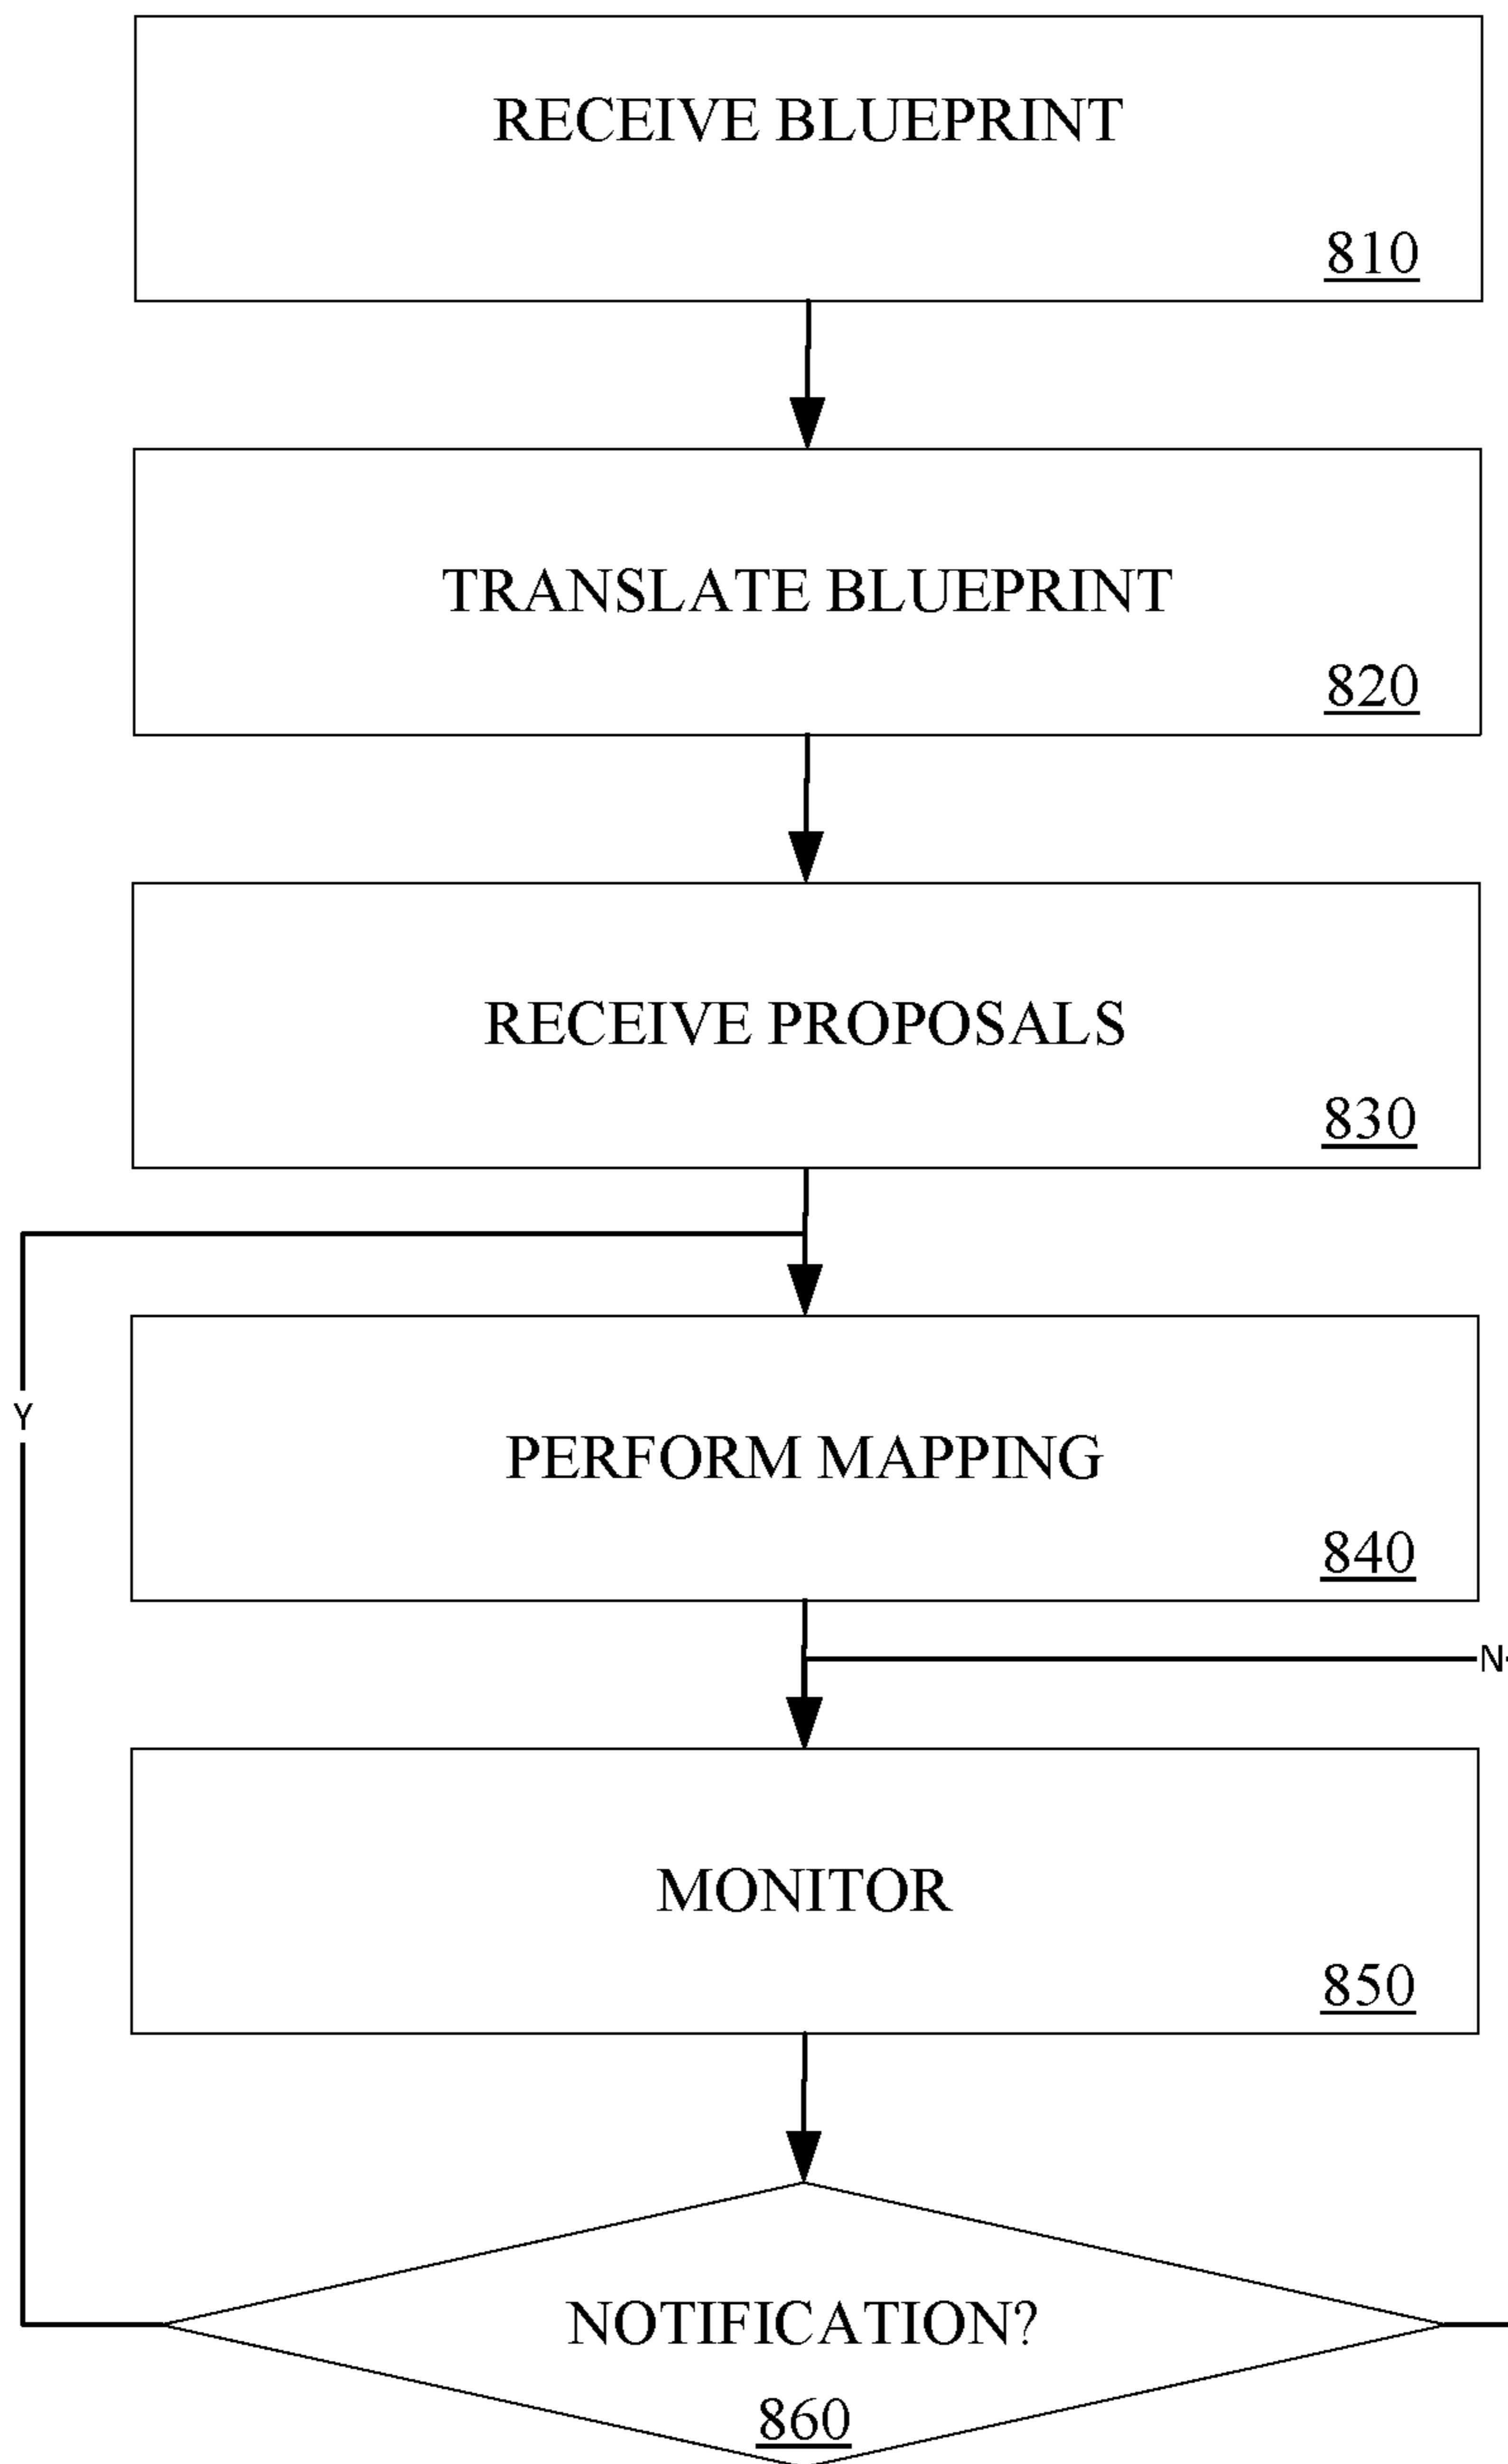 RECEIVE BLUEPRINT
810
TRANSLATE BLUEPRINT
820
RECEIVE PROPOSALS
830
Y
PERFORM MAPPING
840
N
MONITOR
850
NOTIFICATION?
860